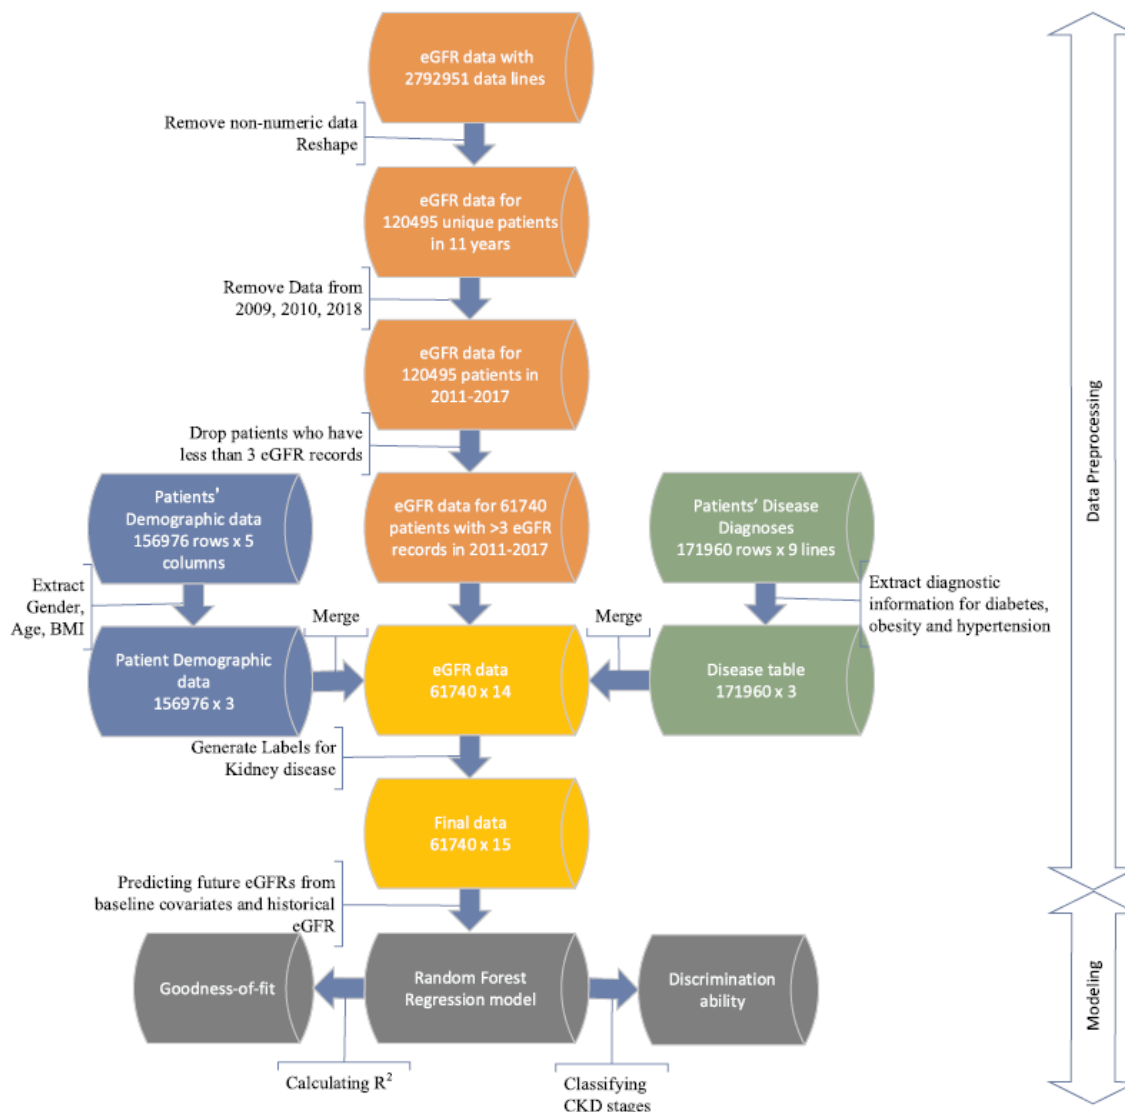 eGFR data with
2792951 data lines
Remove non-numeric data
Reshape
eGFR data for
120495 unique patients
in 11 years
Remove Data from
2009, 2010, 2018
eGFR data for
120495 patients in
2011-2017
Drop patients who have
less than 3 eGFR records
Patients'
Demographic data
156976 rows x 5
columns
eGFR data for 61740
patients with >3 eGFR
records in 2011-2017
Patients' Disease
Diagnoses
171960 rows x 9 lines
Extract
Gender,
Age, BMI
Merge
Merge
Extract diagnostic
information for diabetes,
obesity and hypertension
Patient Demographic
data
156976 x 3
eGFR data
61740 x 14
Disease table
171960 x 3
Generate Labels for
Kidney disease
Final data
61740 x 15
Predicting future eGFRs from
baseline covariates and historical
eGFR
Goodness-of-fit
Random Forest
Regression model
Discrimination
ability
Calculating R²
Classifying
CKD stages
Data Preprocessing
Modeling